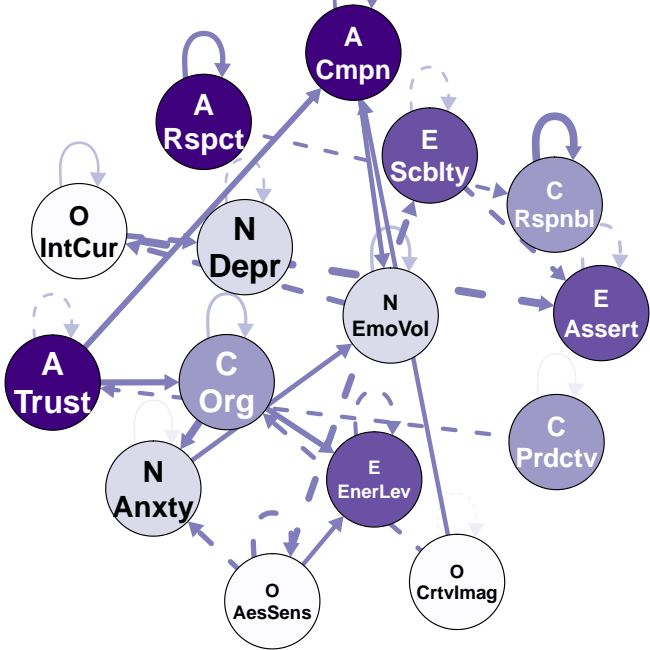 A
Cmpn
A
Rspct
E
Scblty
C
Rspnbl
O
IntCur
N
Depr
N
EmoVol
E
Assert
A
Trust
C
Org
C
Prdctv
N
Anxty
E
EnerLev
O
AesSens
O
CrtvImag